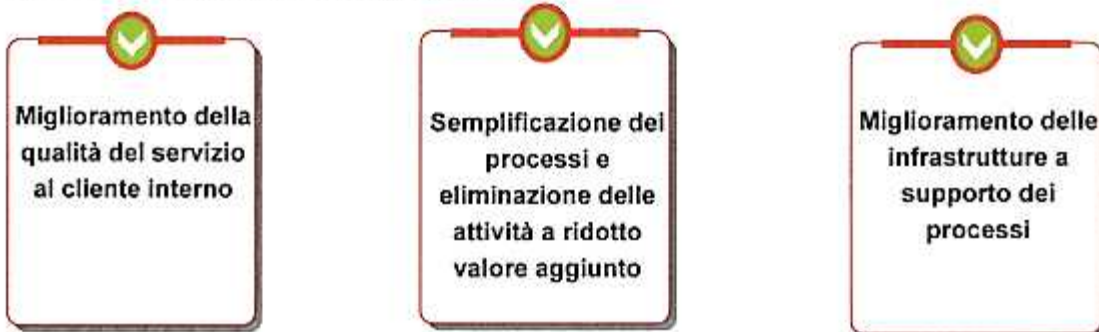 Miglioramento della
qualità del servizio
al cliente interno
Semplificazione dei
processi e
eliminazione delle
attività a ridotto
valore aggiunto
Miglioramento delle
infrastrutture a
supporto dei
processi